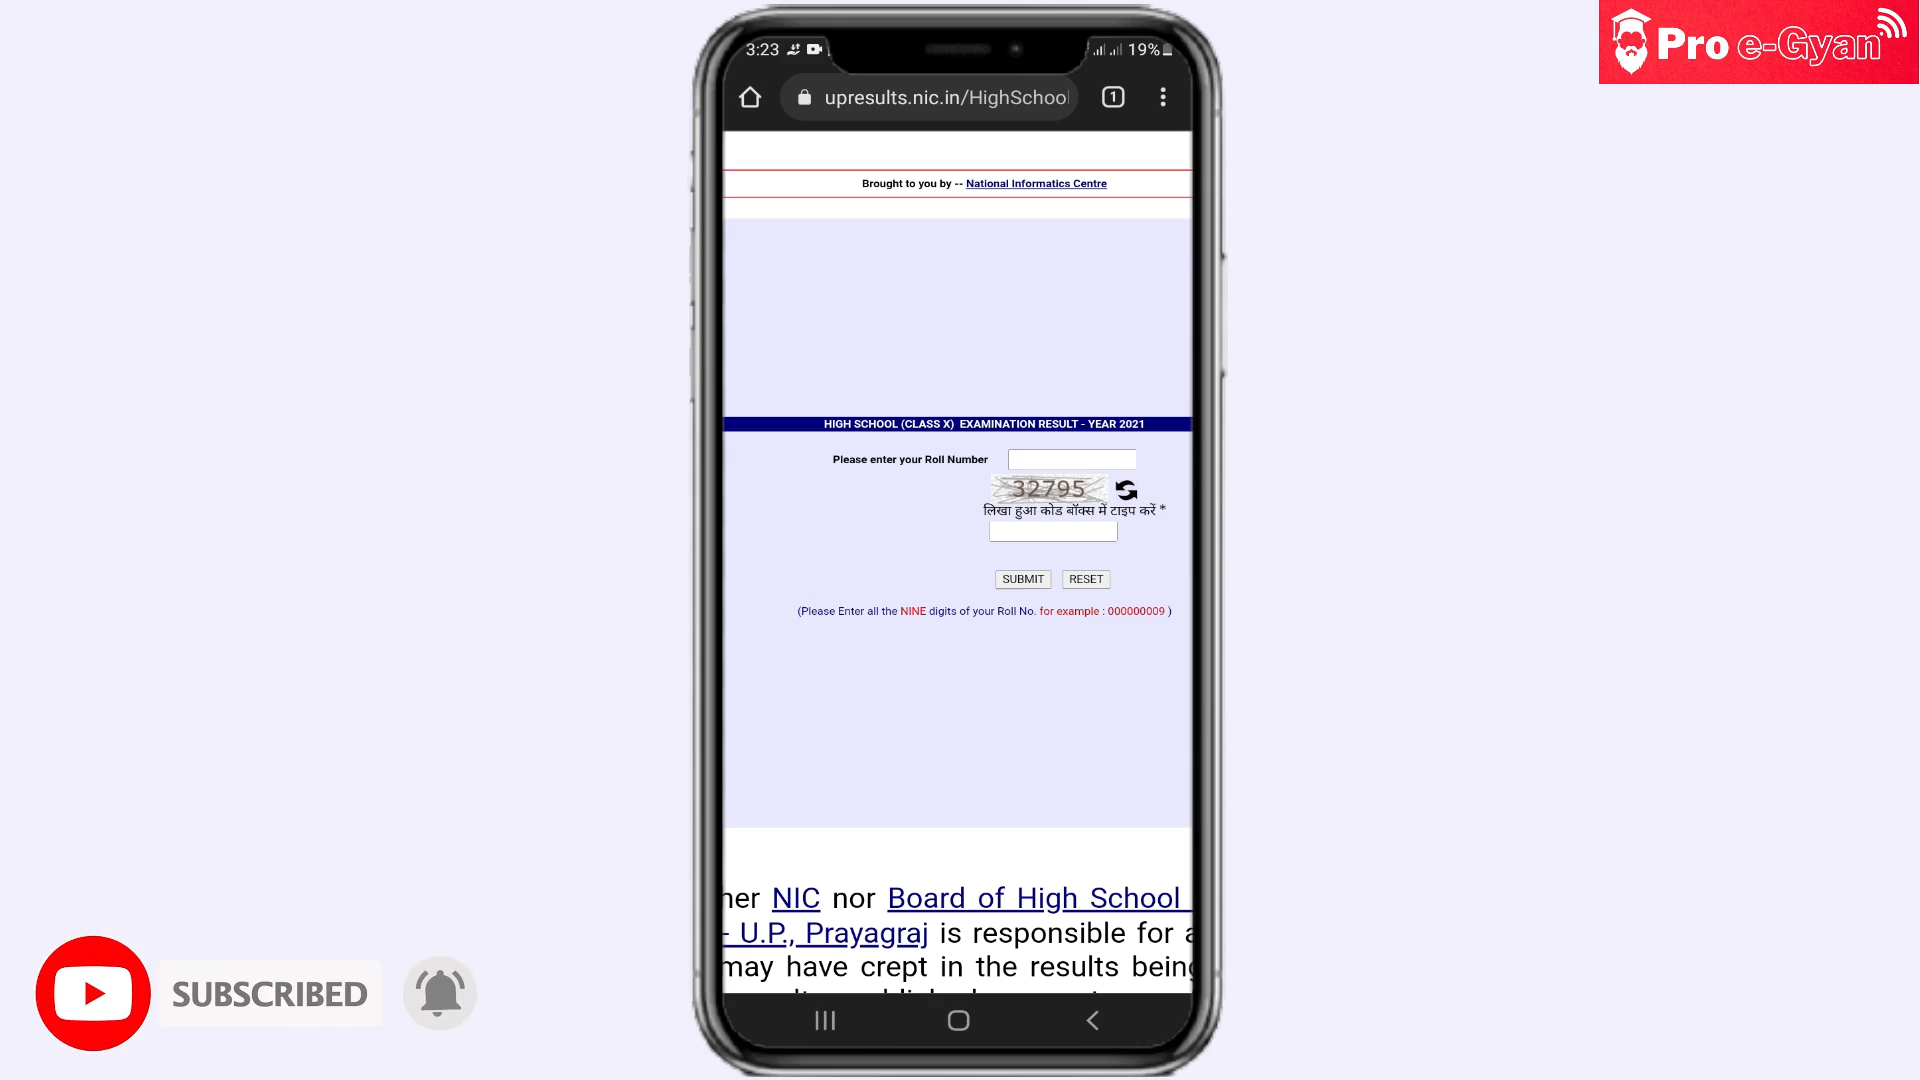 Pro e-Gyan
3:23
19%
upresults.nic.in/HighSchool
1
Brought to you by -- National Informatics Centre
HIGH SCHOOL (CLASS X) EXAMINATION RESULT - YEAR 2021
Please enter your Roll Number
32795
लिखा हुआ कोड बॉक्स में टाइप करें *
SUBMIT RESET
(Please Enter all the NINE digits of your Roll No. for example : 000000009 )
her NIC nor Board of High School
- U.P., Prayagraj is responsible for a
may have crept in the results being
SUBSCRIBED